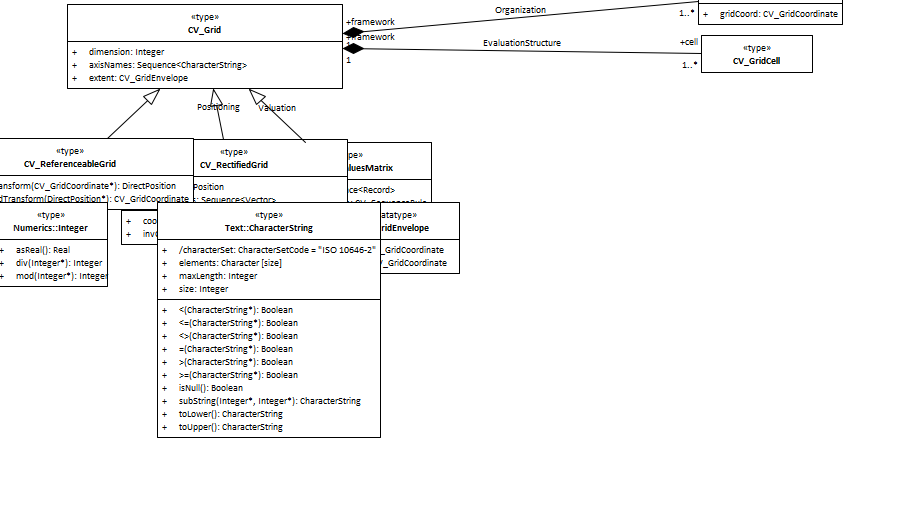 «type»
CV_Grid
+ dimension: Integer
+ axisNames: Sequence<CharacterString>
+ extent: CV_GridEnvelope
+framework
+framework
1
Organization
1..*
+ gridCoord: CV_GridCoordinate
EvaluationStructure
+cell
1..*
«type»
CV_GridCell
Positioning
Valuation
«type»
CV_ReferenceableGrid
ansform(CV_GridCoordinate*): DirectPosition
dTransform(DirectPosition*): CV_GridCoordinate
«type»
CV_RectifiedGrid
Position
s: Sequence<Vector>
pe»
luesMatrix
ce<Record>
«type»
Numerics::Integer
+ asReal(): Real
+ div(Integer*): Integer
+ mod(Integer*): Integer
+ coo
+ inv
«type»
Text::CharacterString
+ /characterSet: CharacterSetCode = "ISO 10646-2"
+ elements: Character [size]
+ maxLength: Integer
+ size: Integer
+ <(CharacterString*): Boolean
+ <=(CharacterString*): Boolean
+ <>(CharacterString*): Boolean
+ =(CharacterString*): Boolean
+ >(CharacterString*): Boolean
+ >=(CharacterString*): Boolean
+ isNull(): Boolean
+ subString(Integer*, Integer*): CharacterString
+ toLower(): CharacterString
+ toUpper(): CharacterString
atatype»
ridEnvelope
_GridCoordinate
_GridCoordinate